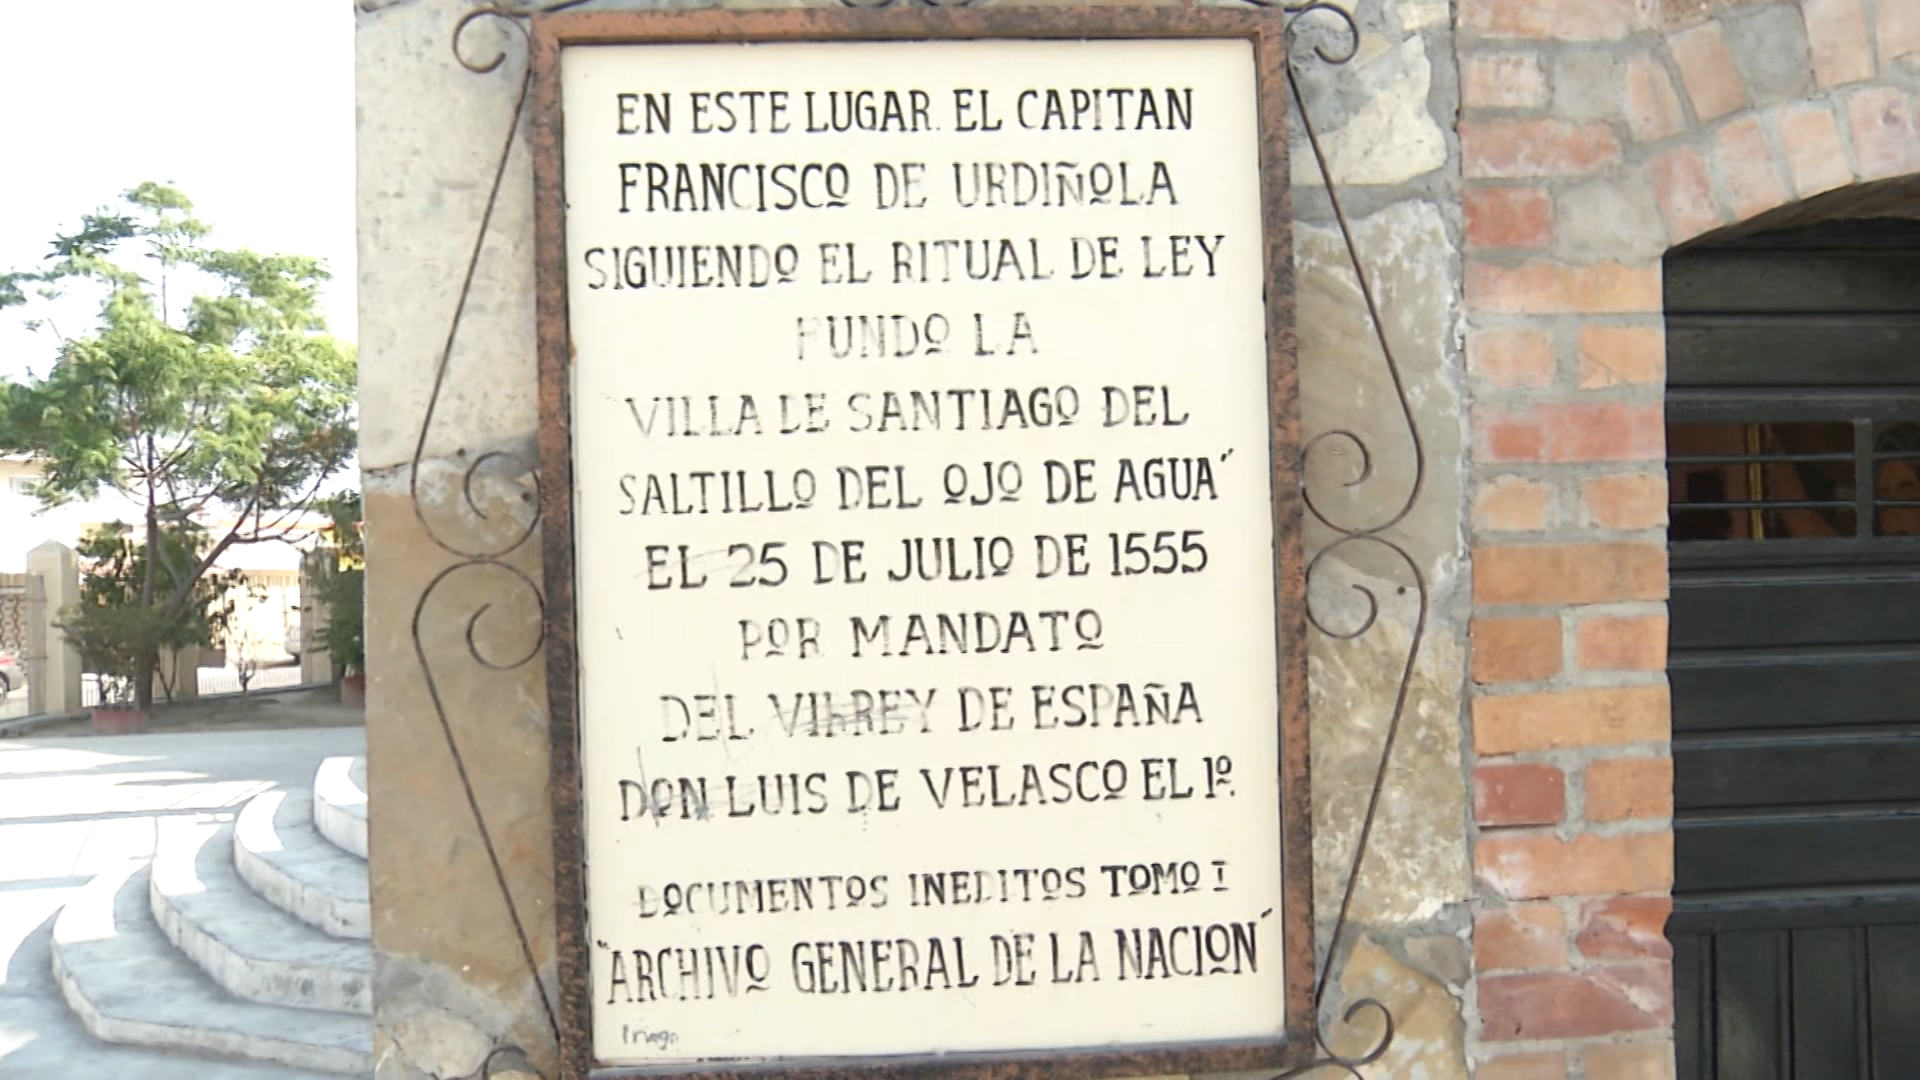 EN ESTE LUGAR. EL CAPITAN
FRANCISCO DE URDIÑOLA
SIGUIENDO EL RITUAL DE LEY
FUNDO LA
"VILLA DE SANTIAGO DEL
SALTILLO DEL OJO DE AGUA"
EL 25 DE JULIO DE 1555
POR MANDATO
DEL VIRREY DE ESPAÑA
DON LUIS DE VELASCO EL 1º.
DOCUMENTOS INEDITOS TOMO I
"ARCHIVO GENERAL DE LA NACION"